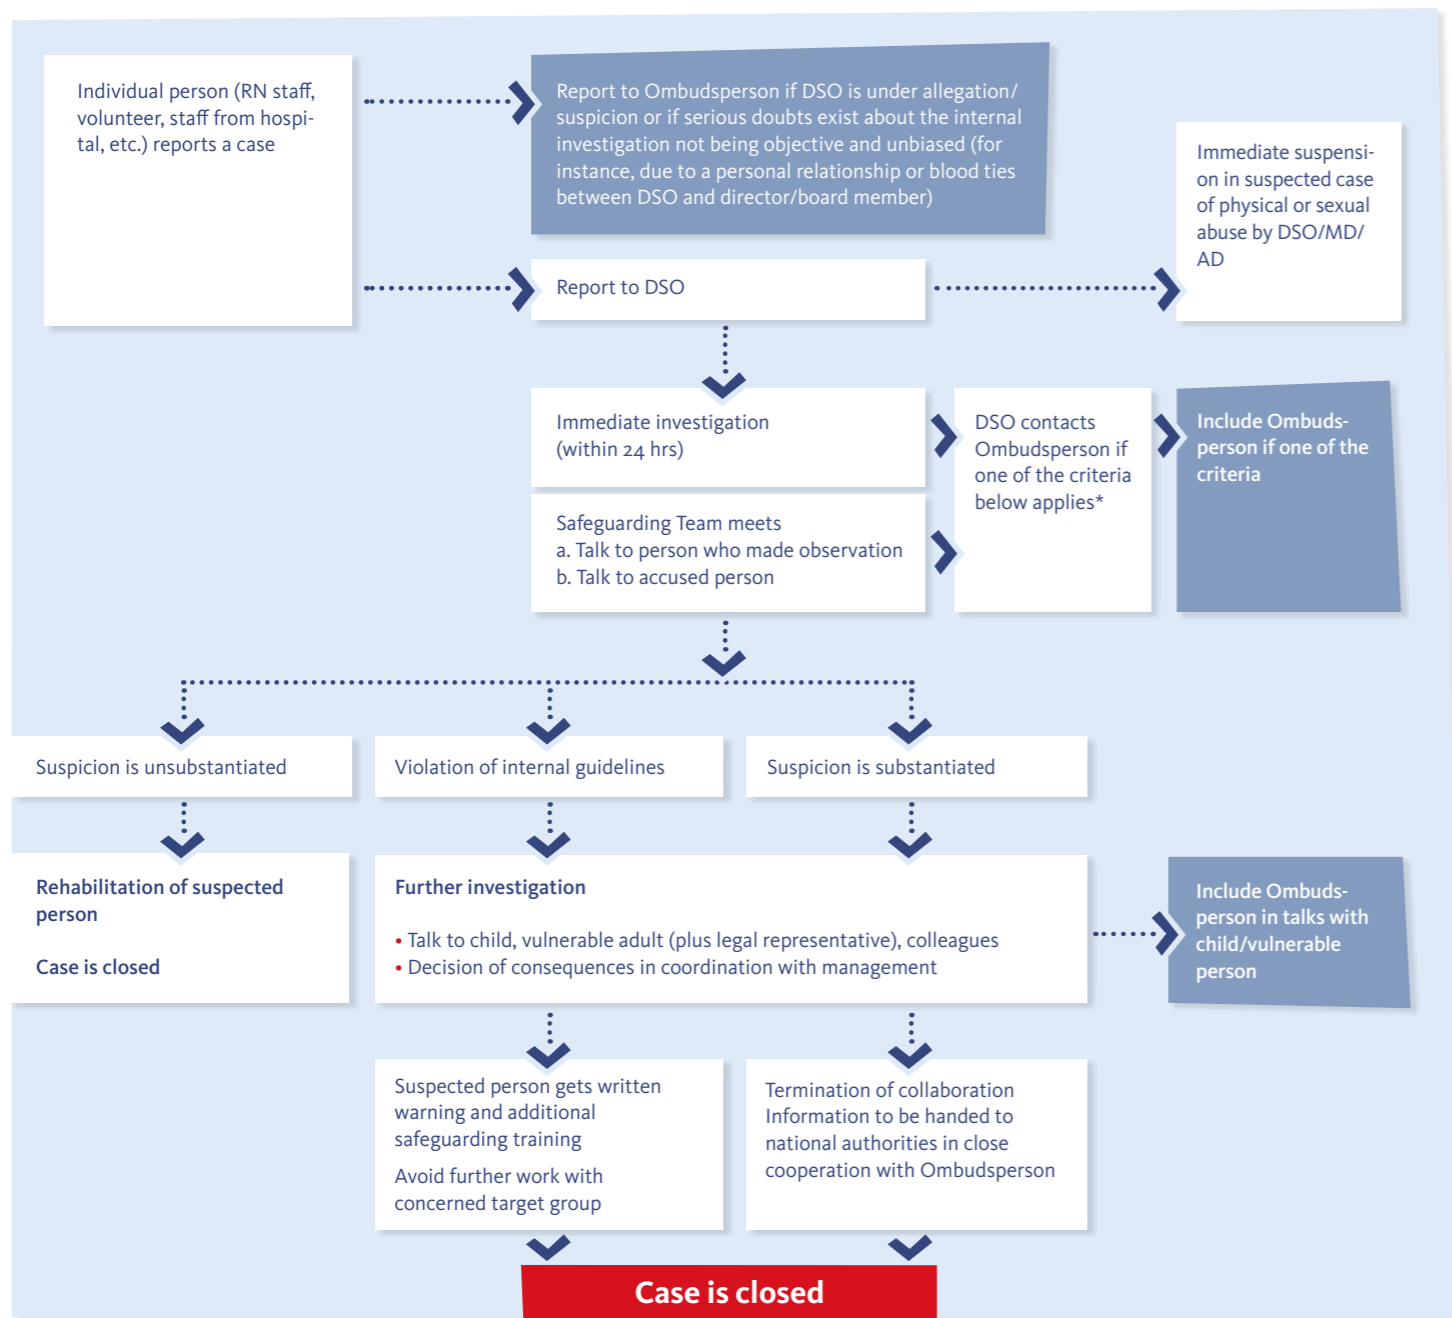 Individual person (RN staff,
volunteer, staff from hospi-
tal, etc.) reports a case
Report to Ombudsperson if DSO is under allegation/
suspicion or if serious doubts exist about the internal
investigation not being objective and unbiased (for
instance, due to a personal relationship or blood ties
between DSO and director/board member)
Immediate suspensi-
on in suspected case
of physical or sexual
abuse by DSO/MD/
AD
Report to DSO
Immediate investigation
(within 24 hrs)
Safeguarding Team meets
a. Talk to person who made observation
b. Talk to accused person
DSO contacts
Ombudsperson if
one of the criteria
below applies*
Include Ombuds-
person if one of the
criteria
Suspicion is unsubstantiated
Violation of internal guidelines
Suspicion is substantiated
Rehabilitation of suspected
person
Case is closed
Further investigation
• Talk to child, vulnerable adult (plus legal representative), colleagues
• Decision of consequences in coordination with management
Include Ombuds-
person in talks with
child/vulnerable
person
Suspected person gets written
warning and additional
safeguarding training
Avoid further work with
concerned target group
Termination of collaboration
Information to be handed to
national authorities in close
cooperation with Ombudsperson
Case is closed